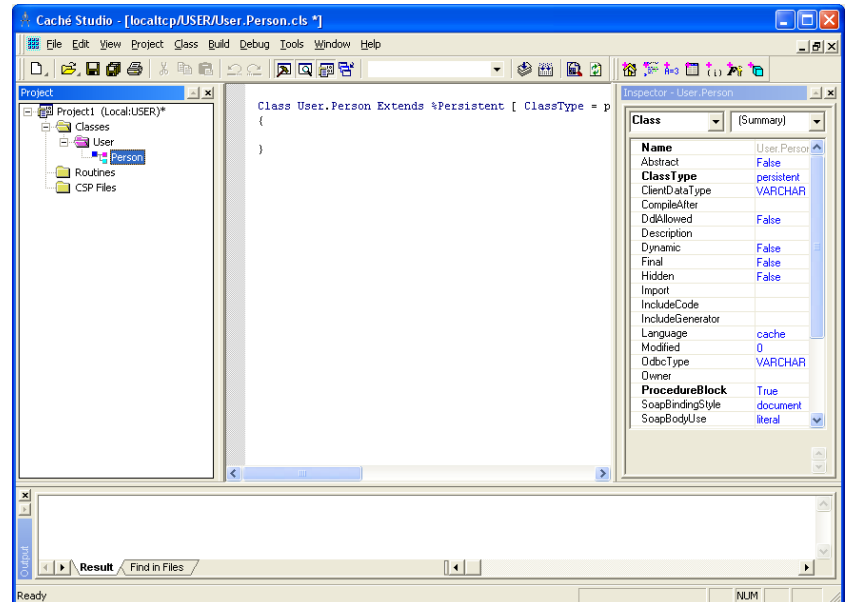 Caché Studio - [localtcp/USER/User.Person.cls *]
File Edit View Project Class Build Debug Tools Window Help
Project
Project1 (Local:USER)*
Classes
User
Person
Routines
CSP Files
Class User.Person Extends %Persistent [ ClassType = p
{
}
Inspector - User.Person
Class (Summary)
Name User.Person
Abstract False
ClassType persistent
ClientDataType VARCHAR
CompileAfter
DdlAllowed False
Description
Dynamic False
Final False
Hidden False
Import
IncludeCode
IncludeGenerator
Language cache
Modified 0
OdbcType VARCHAR
Owner
ProcedureBlock True
SoapBindingStyle document
SoapBodyUse literal
Output
Result Find in Files
Ready NUM